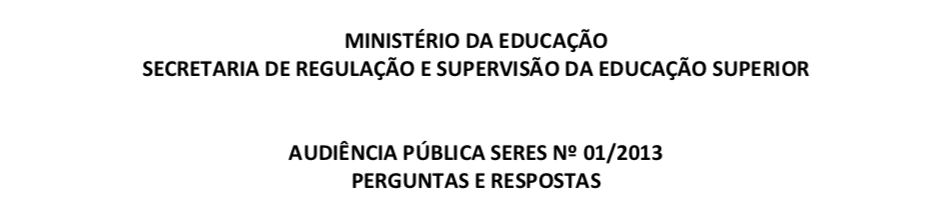 MINISTÉRIO DA EDUCAÇÃO
SECRETARIA DE REGULAÇÃO E SUPERVISÃO DA EDUCAÇÃO SUPERIOR
AUDIÊNCIA PÚBLICA SERES Nº 01/2013
PERGUNTAS E RESPOSTAS